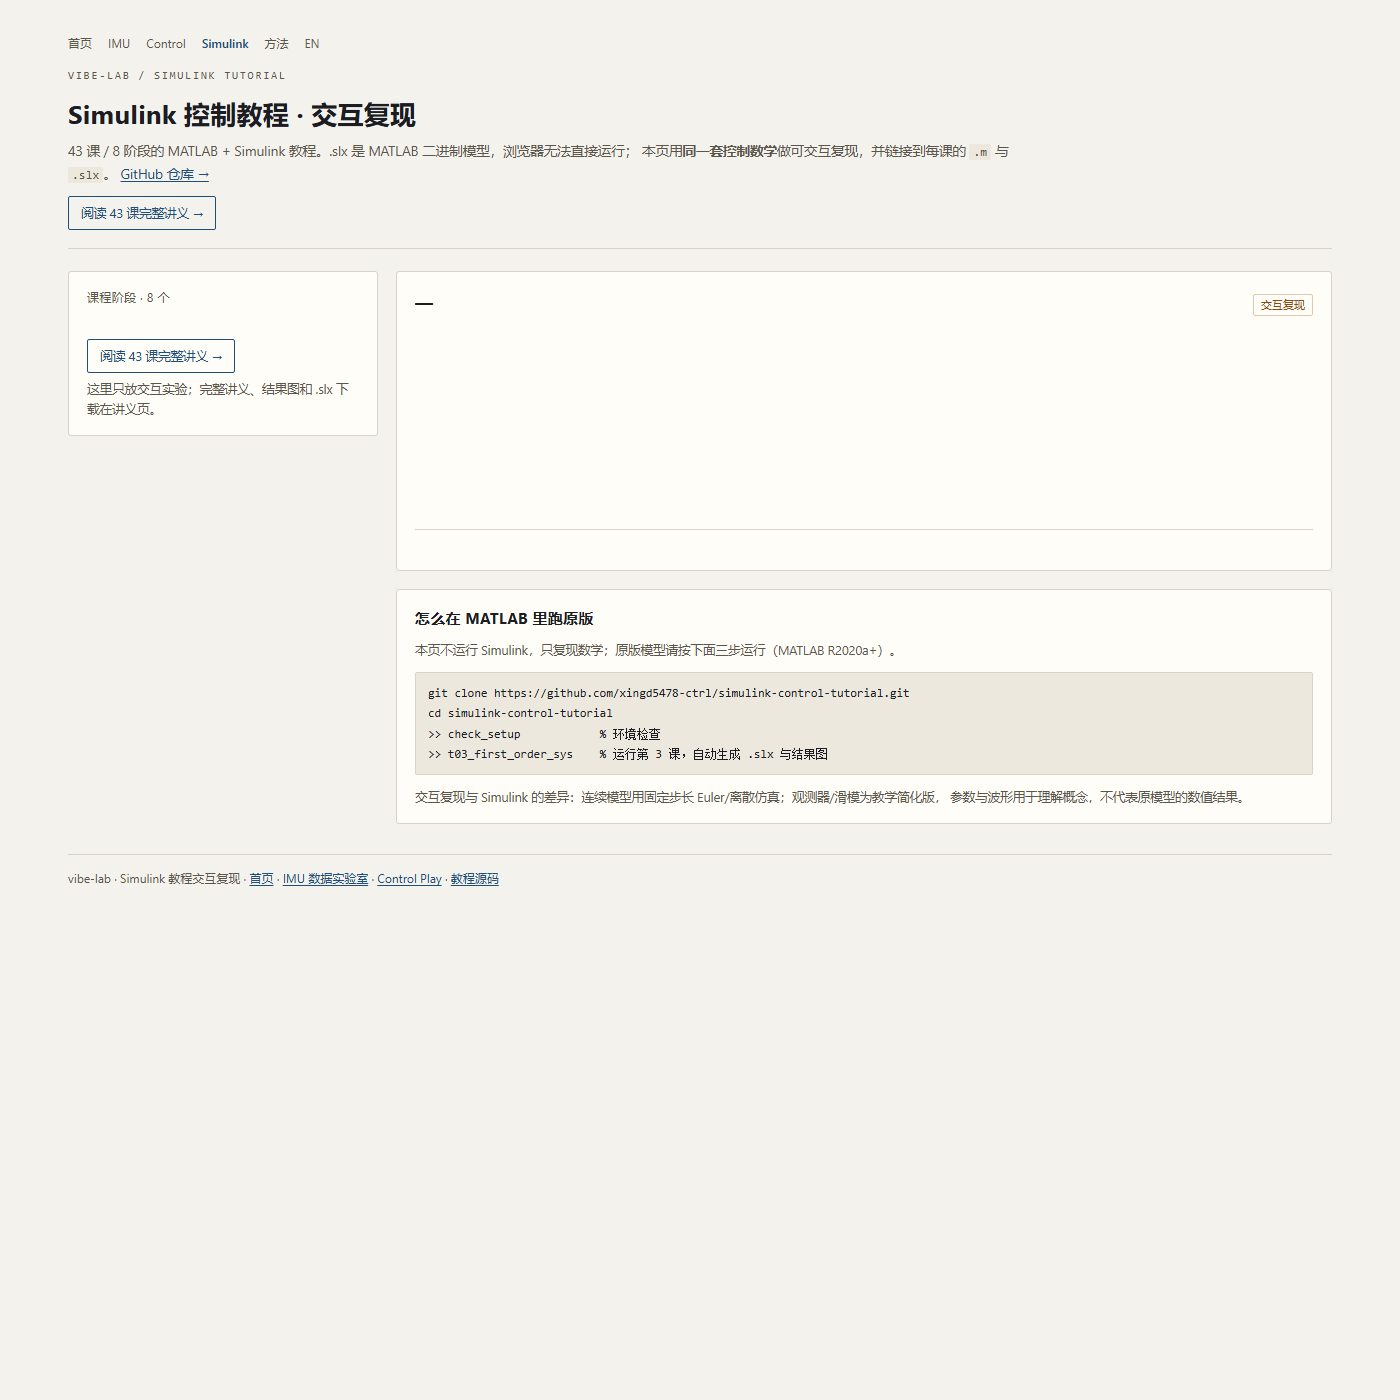 首页 IMU Control Simulink 方法 EN
VIBE-LAB / SIMULINK TUTORIAL
Simulink 控制教程 · 交互复现
43 课 / 8 阶段的 MATLAB + Simulink 教程。.slx 是 MATLAB 二进制模型，浏览器无法直接运行； 本页用同一套控制数学做可交互复现，并链接到每课的 .m 与
.slx。 GitHub 仓库 →
阅读 43 课完整讲义 →
课程阶段 · 8 个
阅读 43 课完整讲义 →
这里只放交互实验；完整讲义、结果图和 .slx 下
载在讲义页。
—
交互复现
怎么在 MATLAB 里跑原版
本页不运行 Simulink，只复现数学；原版模型请按下面三步运行（MATLAB R2020a+）。
git clone https://github.com/xingd5478-ctrl/simulink-control-tutorial.git
cd simulink-control-tutorial
>> check_setup            % 环境检查
>> t03_first_order_sys    % 运行第 3 课，自动生成 .slx 与结果图
交互复现与 Simulink 的差异：连续模型用固定步长 Euler/离散仿真；观测器/滑模为教学简化版， 参数与波形用于理解概念，不代表原模型的数值结果。
vibe-lab · Simulink 教程交互复现 · 首页 · IMU 数据实验室 · Control Play · 教程源码